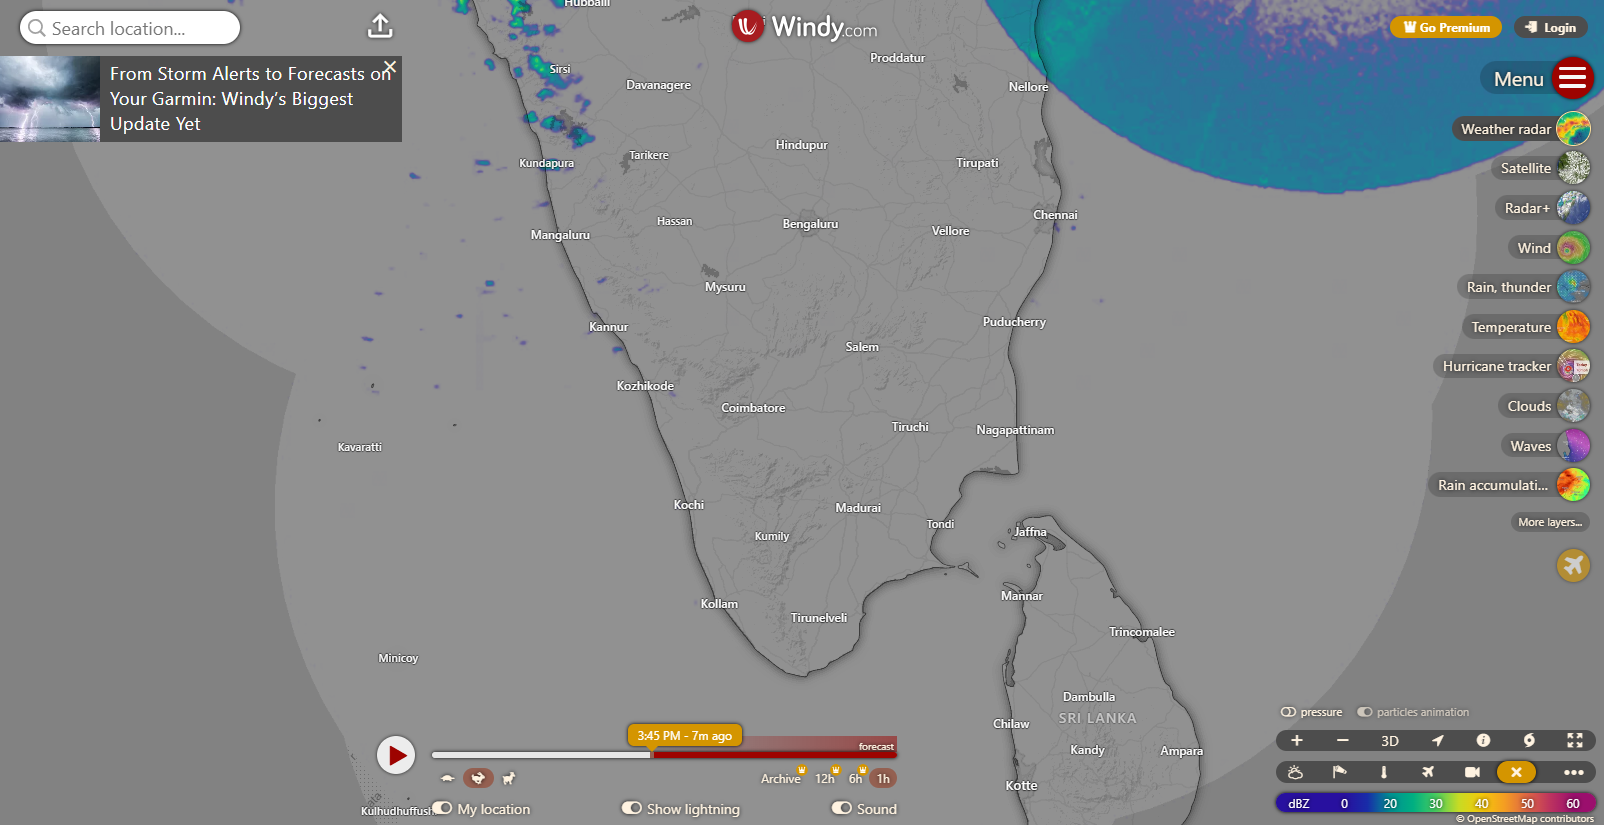 Search location...
From Storm Alerts to Forecasts on
Your Garmin: Windy's Biggest
Update Yet
Windy.com
Go Premium
Login
Menu
Weather radar
Satellite
Radar+
Wind
Rain, thunder
Temperature
Hurricane tracker
Clouds
Waves
Rain accumulati...
More layers...
Hubballi
Sirsi
Davanagere
Proddatur
Nellore
Kundapura
Tarikere
Hindupur
Tirupati
Mangaluru
Hassan
Bengaluru
Vellore
Chennai
Mysuru
Kannur
Puducherry
Salem
Kozhikode
Coimbatore
Tiruchi
Nagapattinam
Kavaratti
Kochi
Madurai
Tondi
Kumily
Jaffna
Mannar
Kollam
Tirunelveli
Trincomalee
Minicoy
Dambulla
Chilaw
SRI LANKA
Kandy
Ampara
Kotte
Kulhudhuffushi
3:45 PM - 7m ago
forecast
Archive
12h
6h
1h
My location
Show lightning
Sound
pressure
particles animation
3D
dBZ 0 20 30 40 50 60
© OpenStreetMap contributors